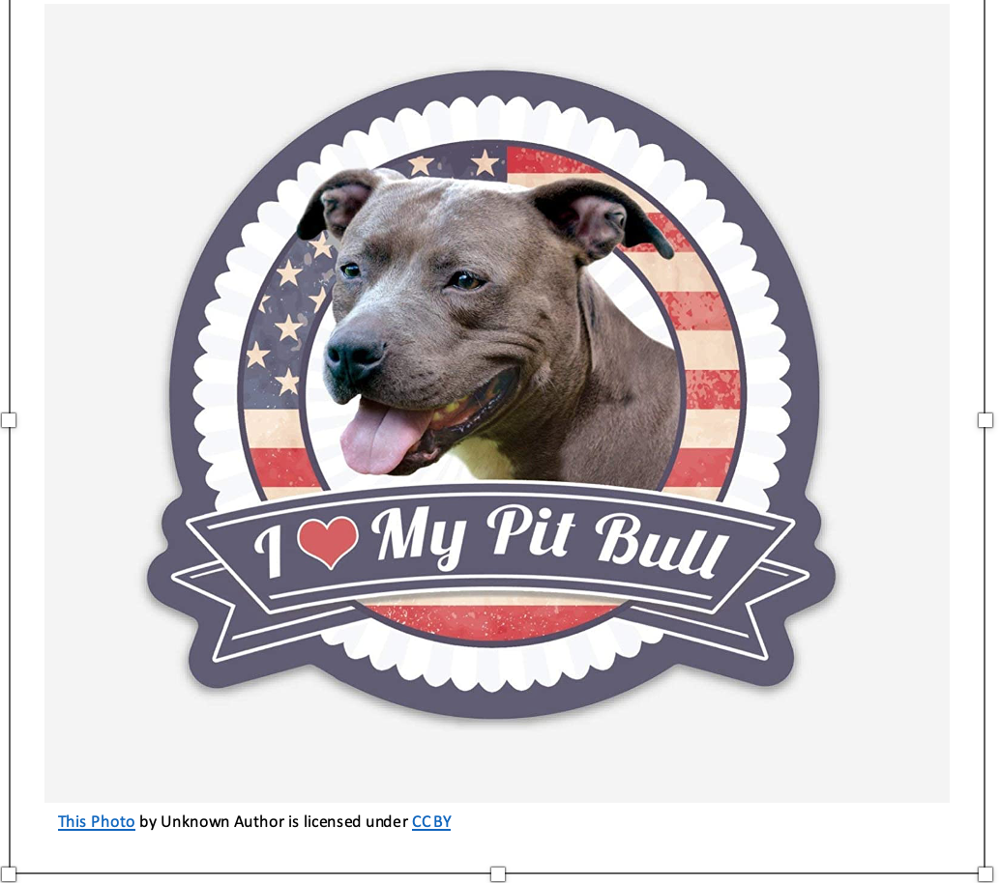 I ❤ My Pit Bull
This Photo by Unknown Author is licensed under CC BY